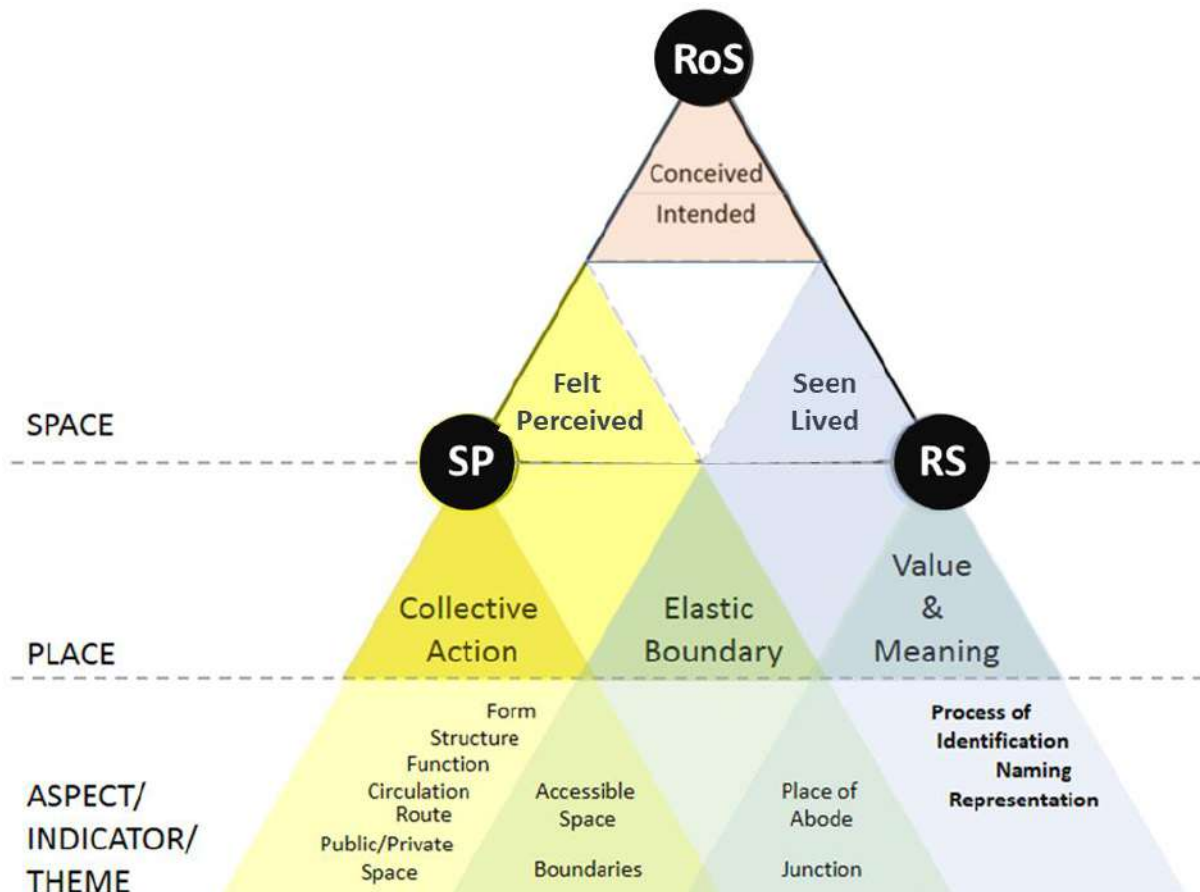 RoS
Conceived
Intended
Felt
Perceived
Seen
Lived
SPACE
SP
RS
Collective
Action
Elastic
Boundary
Value
&
Meaning
PLACE
Form
Structure
Function
Circulation
Route
Public/Private
Space
Accessible
Space
Boundaries
Place of
Abode
Junction
Process of
Identification
Naming
Representation
ASPECT/
INDICATOR/
THEME